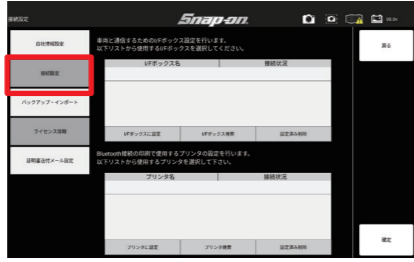 接続設定
Snap-on
V0.3n
自社情報設定
接続設定
バックアップ・インポート
ライセンス情報
証明書送付メール設定
車両と通信するためのI/Fボックス設定を行います。
以下リストから使用するI/Fボックスを選択してください。
I/Fボックス名
接続状況
I/Fボックスに設定
I/Fボックス検索
設定済み削除
Bluetooth接続の印刷で使用するプリンタの設定を行います。
以下リストから使用するプリンタを選択して下さい。
プリンタ名
接続状況
プリンタに設定
プリンタ検索
設定済み削除
戻る
確定